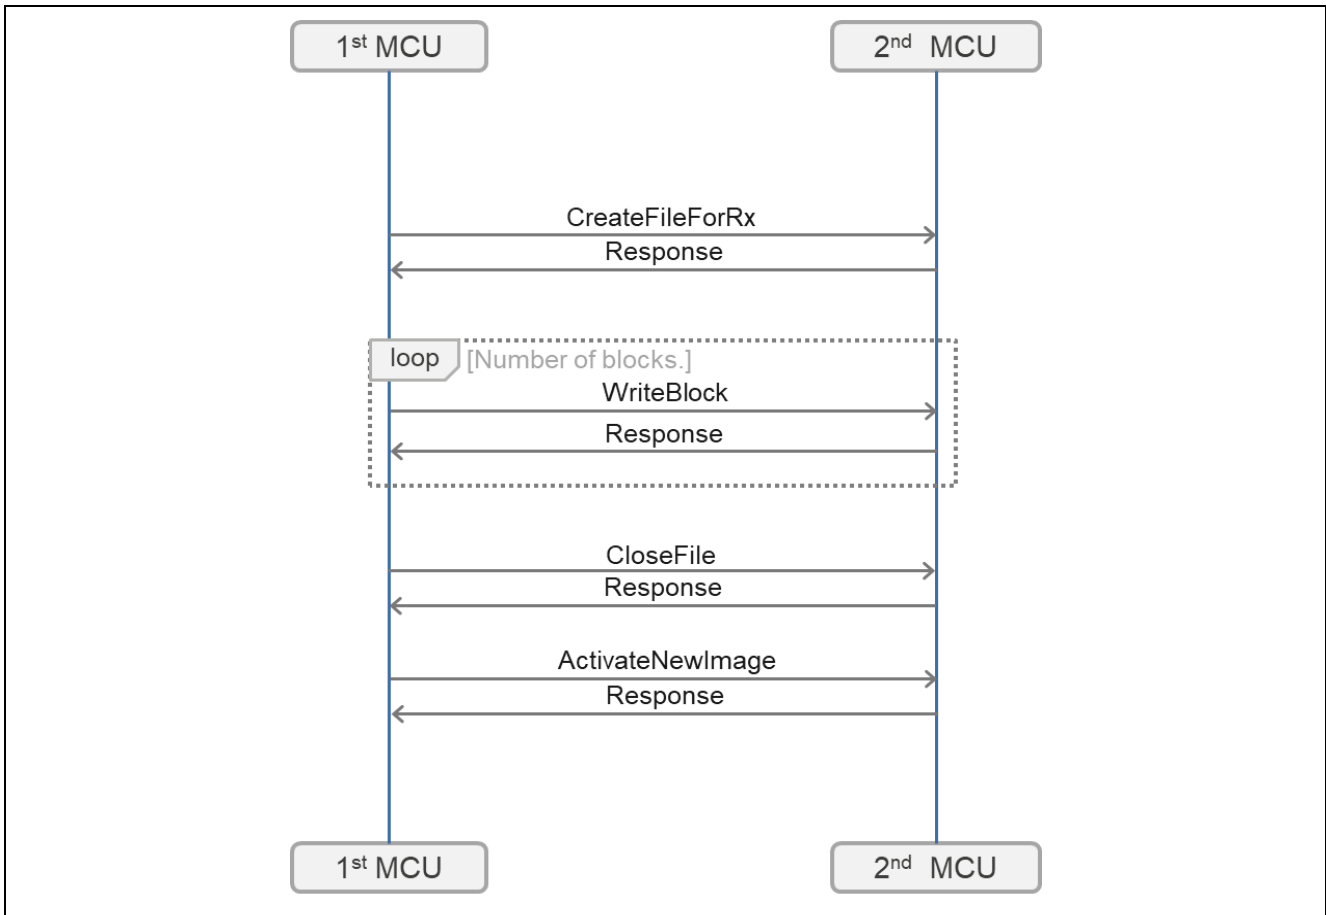 1st MCU
2nd MCU
CreateFileForRx
Response
loop [Number of blocks.]
WriteBlock
Response
CloseFile
Response
ActivateNewImage
Response
1st MCU
2nd MCU